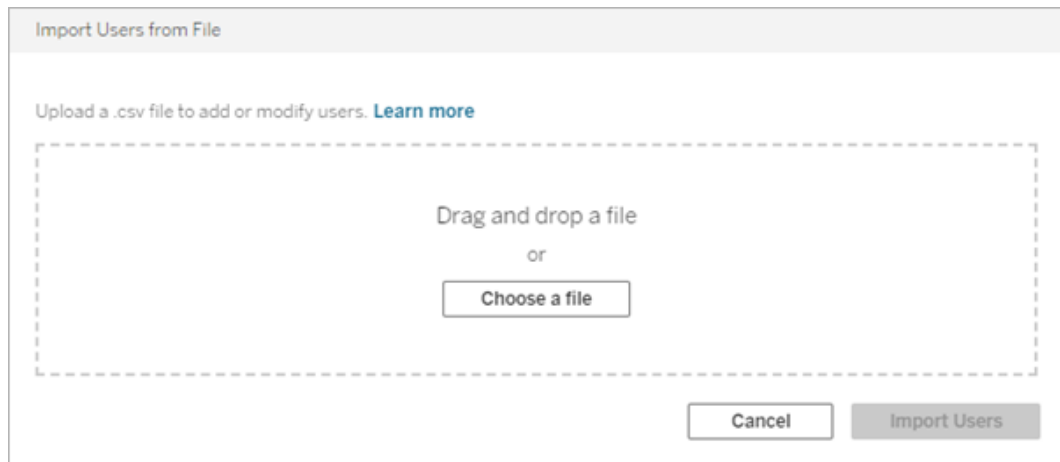 Import Users from File
Upload a .csv file to add or modify users. Learn more
Drag and drop a file
or
Choose a file
Cancel
Import Users